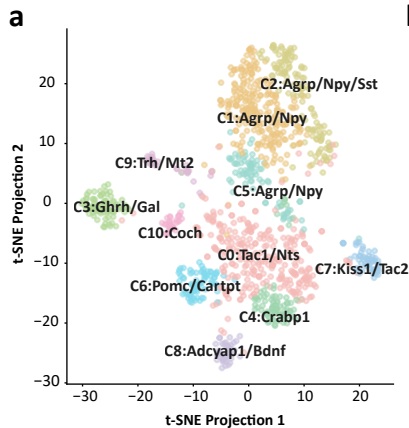 a
t-SNE Projection 2
20
10
0
−10
−20
−30
C2:Agrp/Npy/Sst
C1:Agrp/Npy
C9:Trh/Mt2
C5:Agrp/Npy
C3:Ghrh/Gal
C10:Coch
C0:Tac1/Nts
C7:Kiss1/Tac2
C6:Pomc/Cartpt
C4:Crabp1
C8:Adcyap1/Bdnf
−30 −20 −10 0 10 20
t-SNE Projection 1